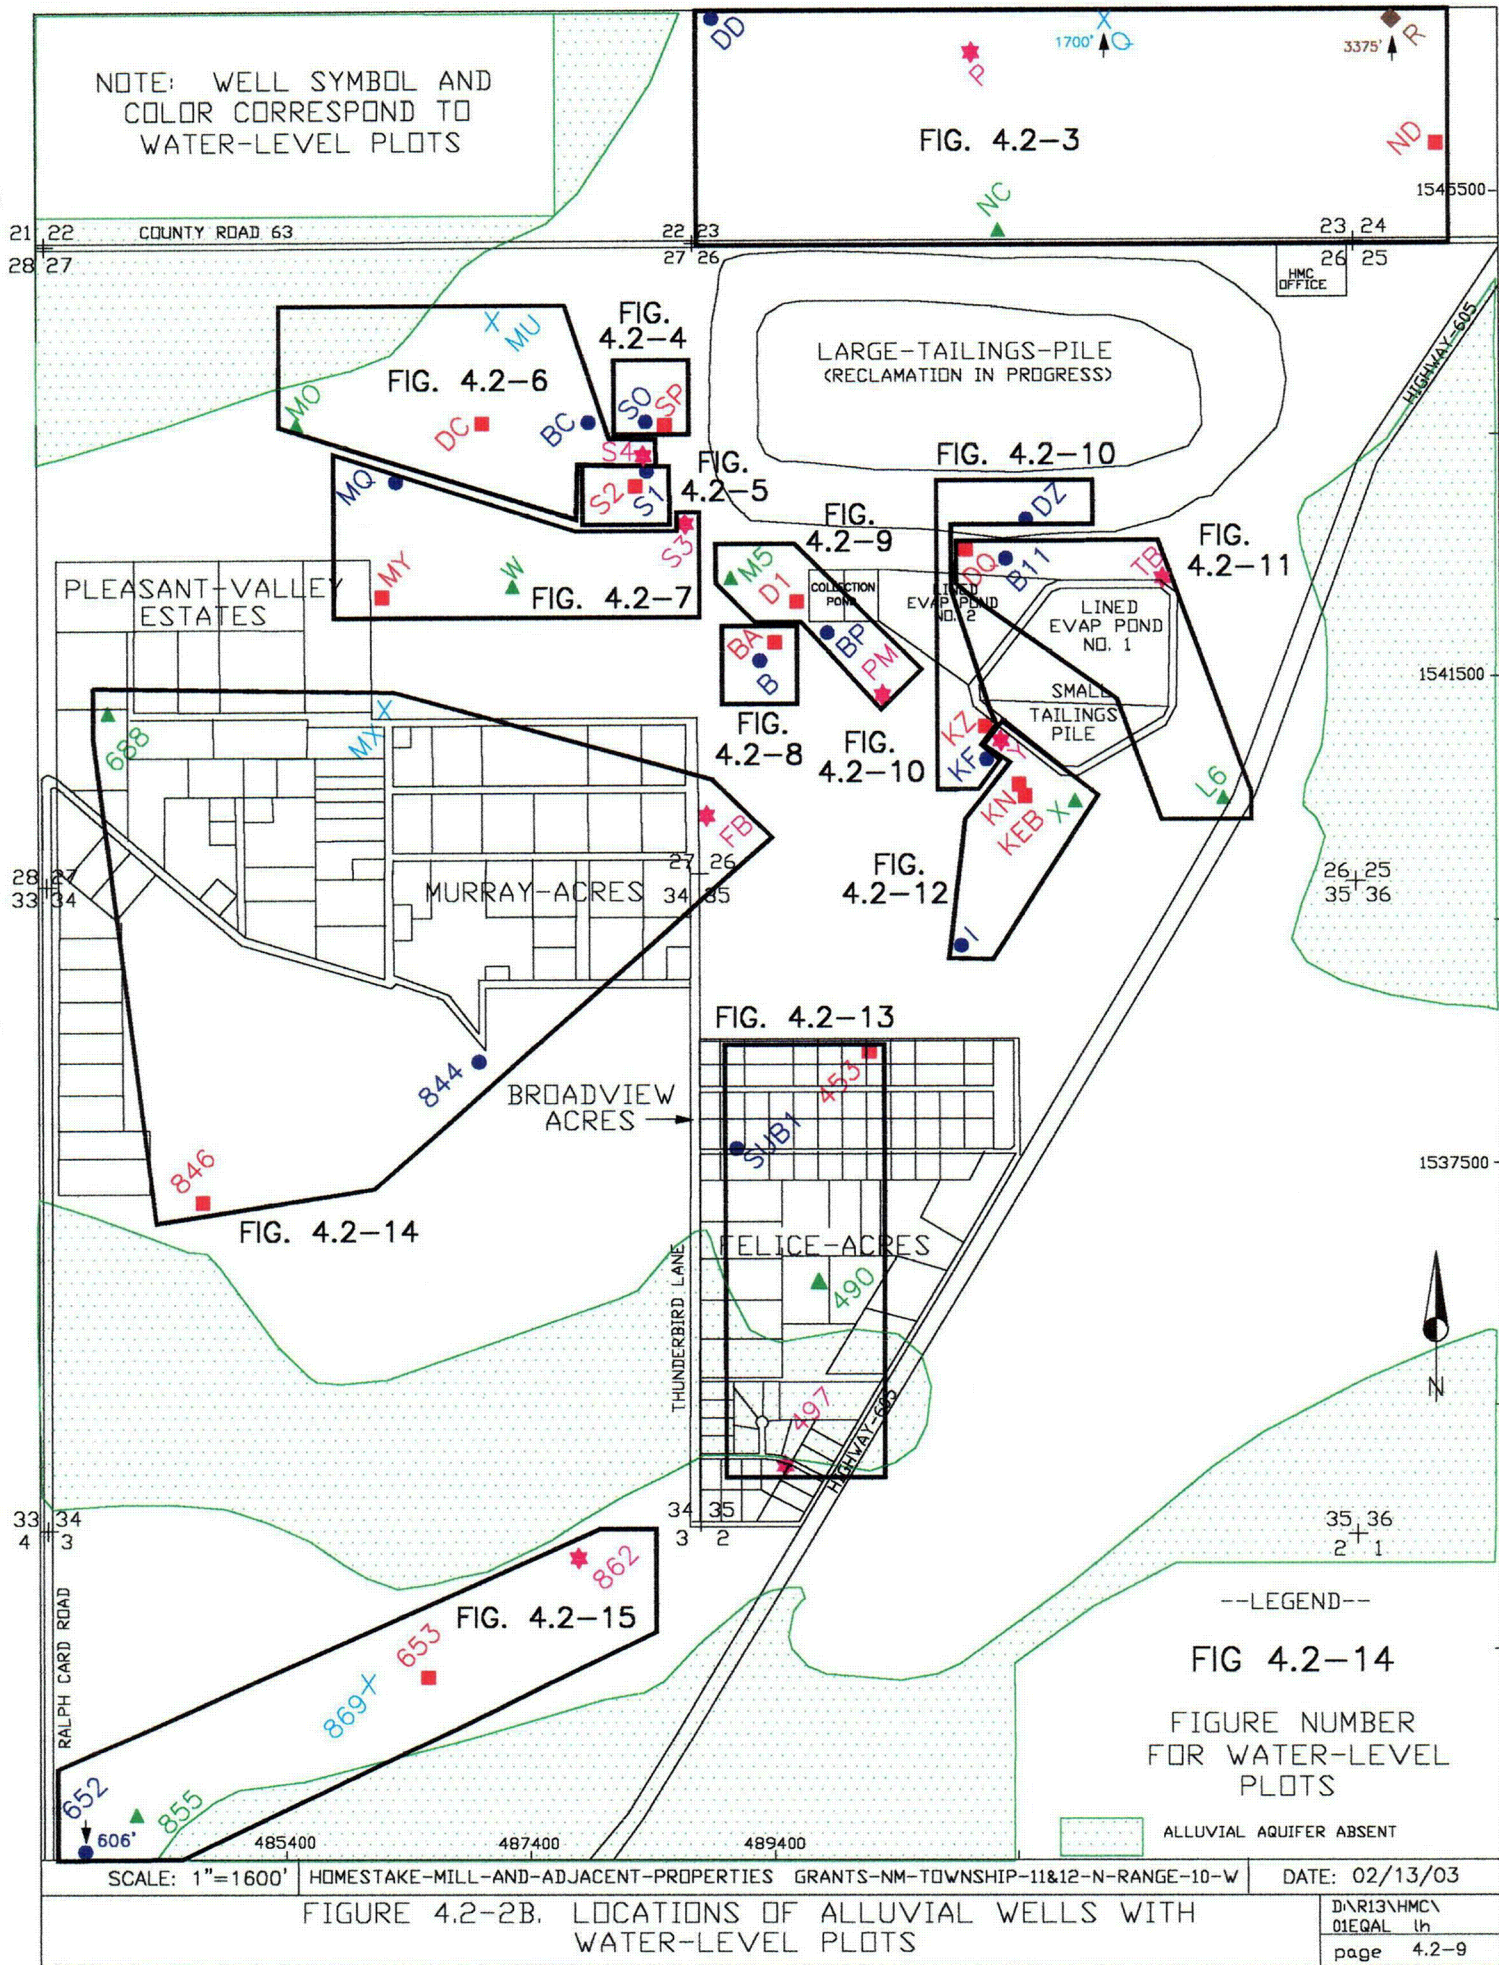 DD
1700'
X
Q
3375'
R
P
NOTE: WELL SYMBOL AND
COLOR CORRESPOND TO
WATER-LEVEL PLOTS
FIG. 4.2-3
ND
NC
1545500
21 22
28 27
COUNTY ROAD 63
22 23
27 26
23 24
26 25
HMC
OFFICE
HIGHWAY-605
X
MU
FIG.
4.2-4
LARGE-TAILINGS-PILE
(RECLAMATION IN PROGRESS)
FIG. 4.2-6
MO
DC
BC
SO
SP
S4
FIG.
4.2-5
S2
S1
FIG. 4.2-10
MQ
DZ
S3
FIG.
4.2-9
FIG.
4.2-11
MY
W
FIG. 4.2-7
M5
D1
COLLECTION
POND
DQ
B11
TB
LINED
EVAP POND
NO. 2
LINED
EVAP POND
NO. 1
PLEASANT-VALLEY
ESTATES
BA
B
BP
PM
1541500
SMALL
TAILINGS
PILE
688
X
MX
FIG.
4.2-8
FIG.
4.2-10
KZ
Y
KF
KN
KEB
X
L6
FB
27 26
34 35
28 27
33 34
MURRAY-ACRES
FIG.
4.2-12
26 25
35 36
I
FIG. 4.2-13
844
453
BROADVIEW
ACRES
SUB1
846
1537500
FIG. 4.2-14
FELICE-ACRES
THUNDERBIRD LANE
490
N
497
HIGHWAY-605
33 34
4 3
34 35
3 2
35 36
2 1
862
RALPH CARD ROAD
FIG. 4.2-15
653
869 X
--LEGEND--
FIG 4.2-14
FIGURE NUMBER
FOR WATER-LEVEL
PLOTS
652
606'
855
ALLUVIAL AQUIFER ABSENT
485400
487400
489400
SCALE: 1"=1600'
HOMESTAKE-MILL-AND-ADJACENT-PROPERTIES GRANTS-NM-TOWNSHIP-11&12-N-RANGE-10-W
DATE: 02/13/03
FIGURE 4.2-2B. LOCATIONS OF ALLUVIAL WELLS WITH
WATER-LEVEL PLOTS
D:\R13\HMC\
01EQAL lh
page 4.2-9